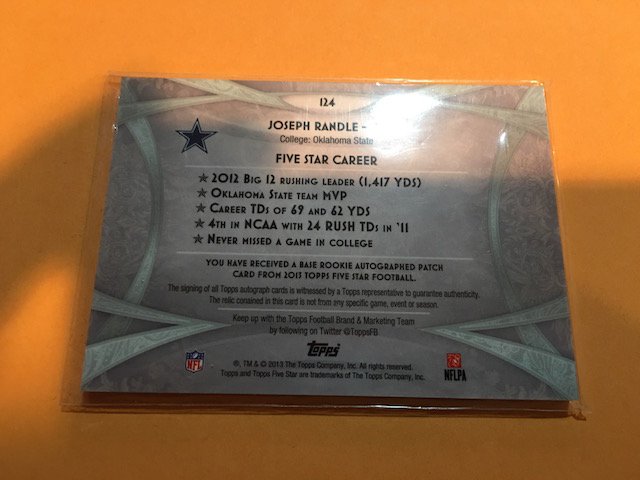 124
JOSEPH RANDLE -
College: Oklahoma State
FIVE STAR CAREER
★ 2012 BIG 12 RUSHING LEADER (1,417 YDS)
★ OKLAHOMA STATE TEAM MVP
★ CAREER TDS OF 69 AND 62 YDS
★ 4TH IN NCAA WITH 24 RUSH TDS IN '11
★ NEVER MISSED A GAME IN COLLEGE
YOU HAVE RECEIVED A BASE ROOKIE AUTOGRAPHED PATCH
CARD FROM 2013 TOPPS FIVE STAR FOOTBALL.
The signing of all Topps autograph cards is witnessed by a Topps representative to guarantee authenticity.
The relic conained in this card is not from any specific game, event or season.
Keep up with the Topps Football Brand & Marketing Team
by following on Twitter @ToppsFB
Topps
NFL
NFLPA
®, TM & © 2013 The Topps Company, Inc. All rights reserved.
Topps and Topps Five Star are trademarks of The Topps Company, Inc.